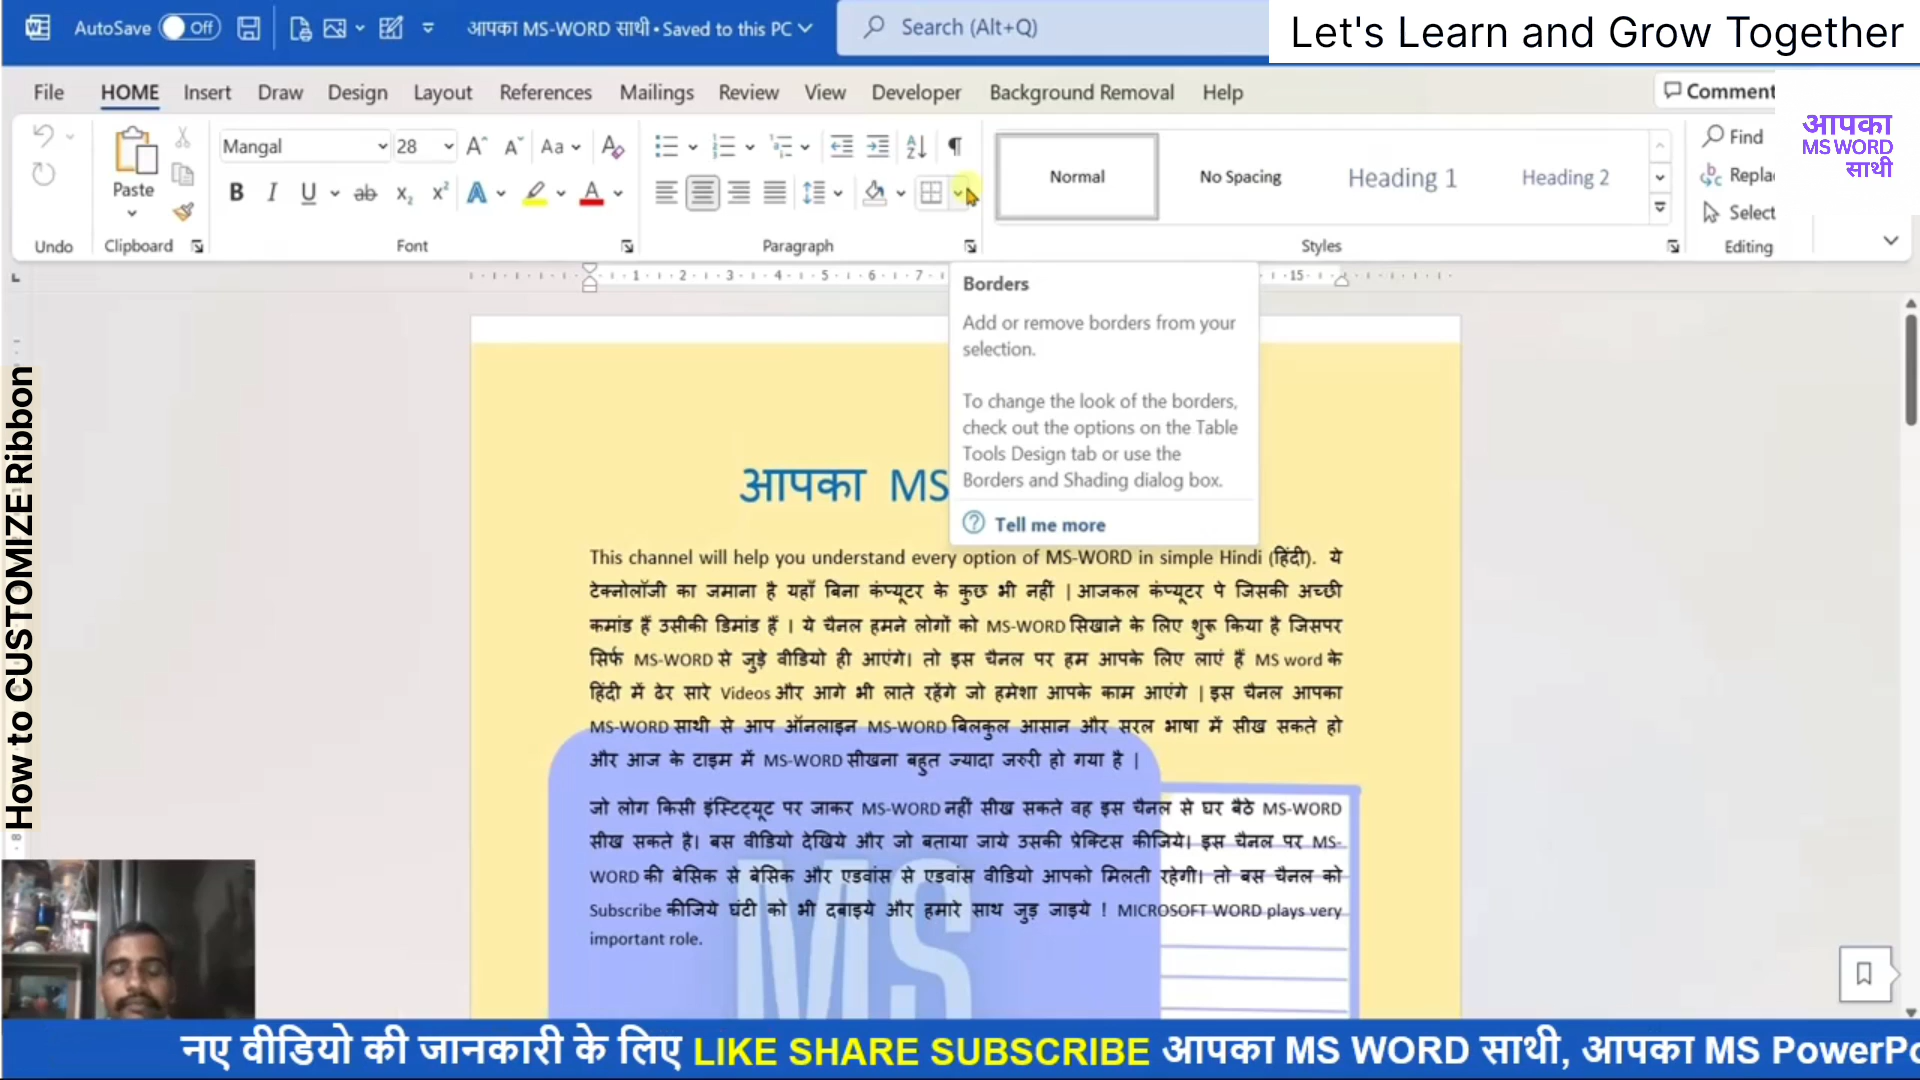 AutoSave Off
आपका MS-WORD साथी • Saved to this PC
Search (Alt+Q)
Let's Learn and Grow Together
File HOME Insert Draw Design Layout References Mailings Review View Developer Background Removal Help
Comment
आपका
MS WORD
साथी
Mangal 28
Paste
Normal
No Spacing
Heading 1
Heading 2
Find
Repla
Select
Undo Clipboard Font Paragraph Styles Editing
1 2 3 4 5 6 7 15
Borders
Add or remove borders from your
selection.
To change the look of the borders,
check out the options on the Table
Tools Design tab or use the
Borders and Shading dialog box.
Tell me more
How to CUSTOMIZE Ribbon
आपका MS
This channel will help you understand every option of MS-WORD in simple Hindi (हिंदी). ये
टेक्नोलॉजी का जमाना है यहाँ बिना कंप्यूटर के कुछ भी नहीं | आजकल कंप्यूटर पे जिसकी अच्छी
कमांड हैं उसीकी डिमांड हैं । ये चैनल हमने लोगों को MS-WORD सिखाने के लिए शुरू किया है जिसपर
सिर्फ MS-WORD से जुड़े वीडियो ही आएंगे। तो इस चैनल पर हम आपके लिए लाएं हैं MS word के
हिंदी में ढेर सारे Videos और आगे भी लाते रहेंगे जो हमेशा आपके काम आएंगे | इस चैनल आपका
MS-WORD साथी से आप ऑनलाइन MS-WORD बिलकुल आसान और सरल भाषा में सीख सकते हो
और आज के टाइम में MS-WORD सीखना बहुत ज्यादा जरुरी हो गया है |
जो लोग किसी इंस्टिट्यूट पर जाकर MS-WORD नहीं सीख सकते वह इस चैनल से घर बैठे MS-WORD
सीख सकते है। बस वीडियो देखिये और जो बताया जाये उसकी प्रेक्टिस कीजिये। इस चैनल पर MS-
WORD की बेसिक से बेसिक और एडवांस से एडवांस वीडियो आपको मिलती रहेगी। तो बस चैनल को
Subscribe कीजिये घंटी को भी दबाइये और हमारे साथ जुड़ जाइये ! MICROSOFT WORD plays very
important role.
MS
नए वीडियो की जानकारी के लिए LIKE SHARE SUBSCRIBE आपका MS WORD साथी, आपका MS PowerPo